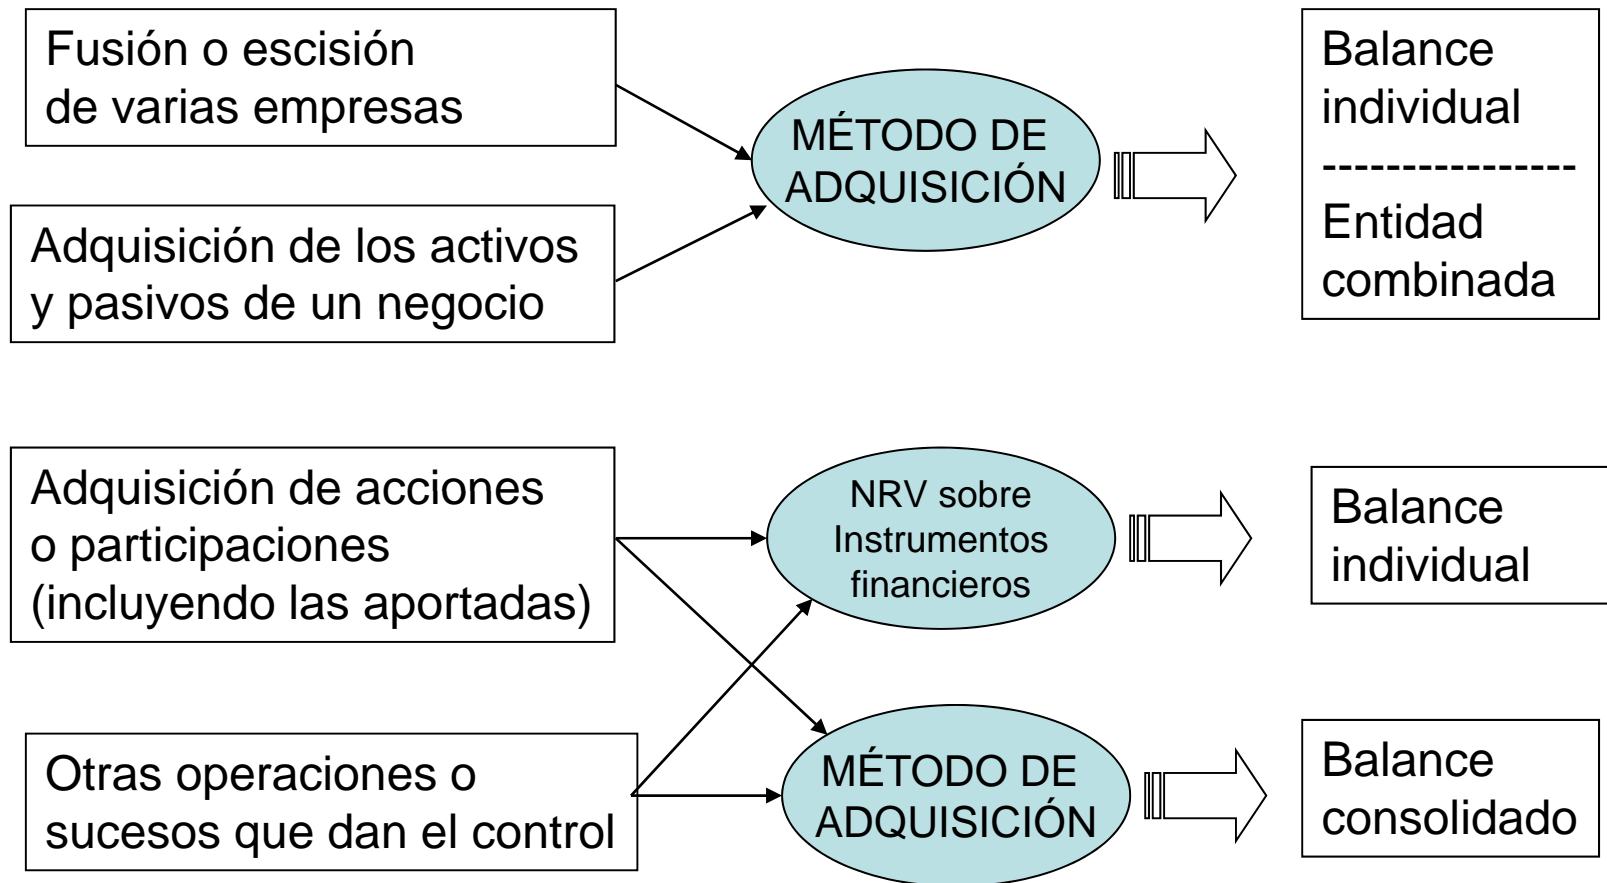 Fusión o escisión
de varias empresas
MÉTODO DE
ADQUISICIÓN
Balance
individual
----------------
Entidad
combinada
Adquisición de los activos
y pasivos de un negocio
Adquisición de acciones
o participaciones
(incluyendo las aportadas)
NRV sobre
Instrumentos
financieros
Balance
individual
Otras operaciones o
sucesos que dan el control
MÉTODO DE
ADQUISICIÓN
Balance
consolidado